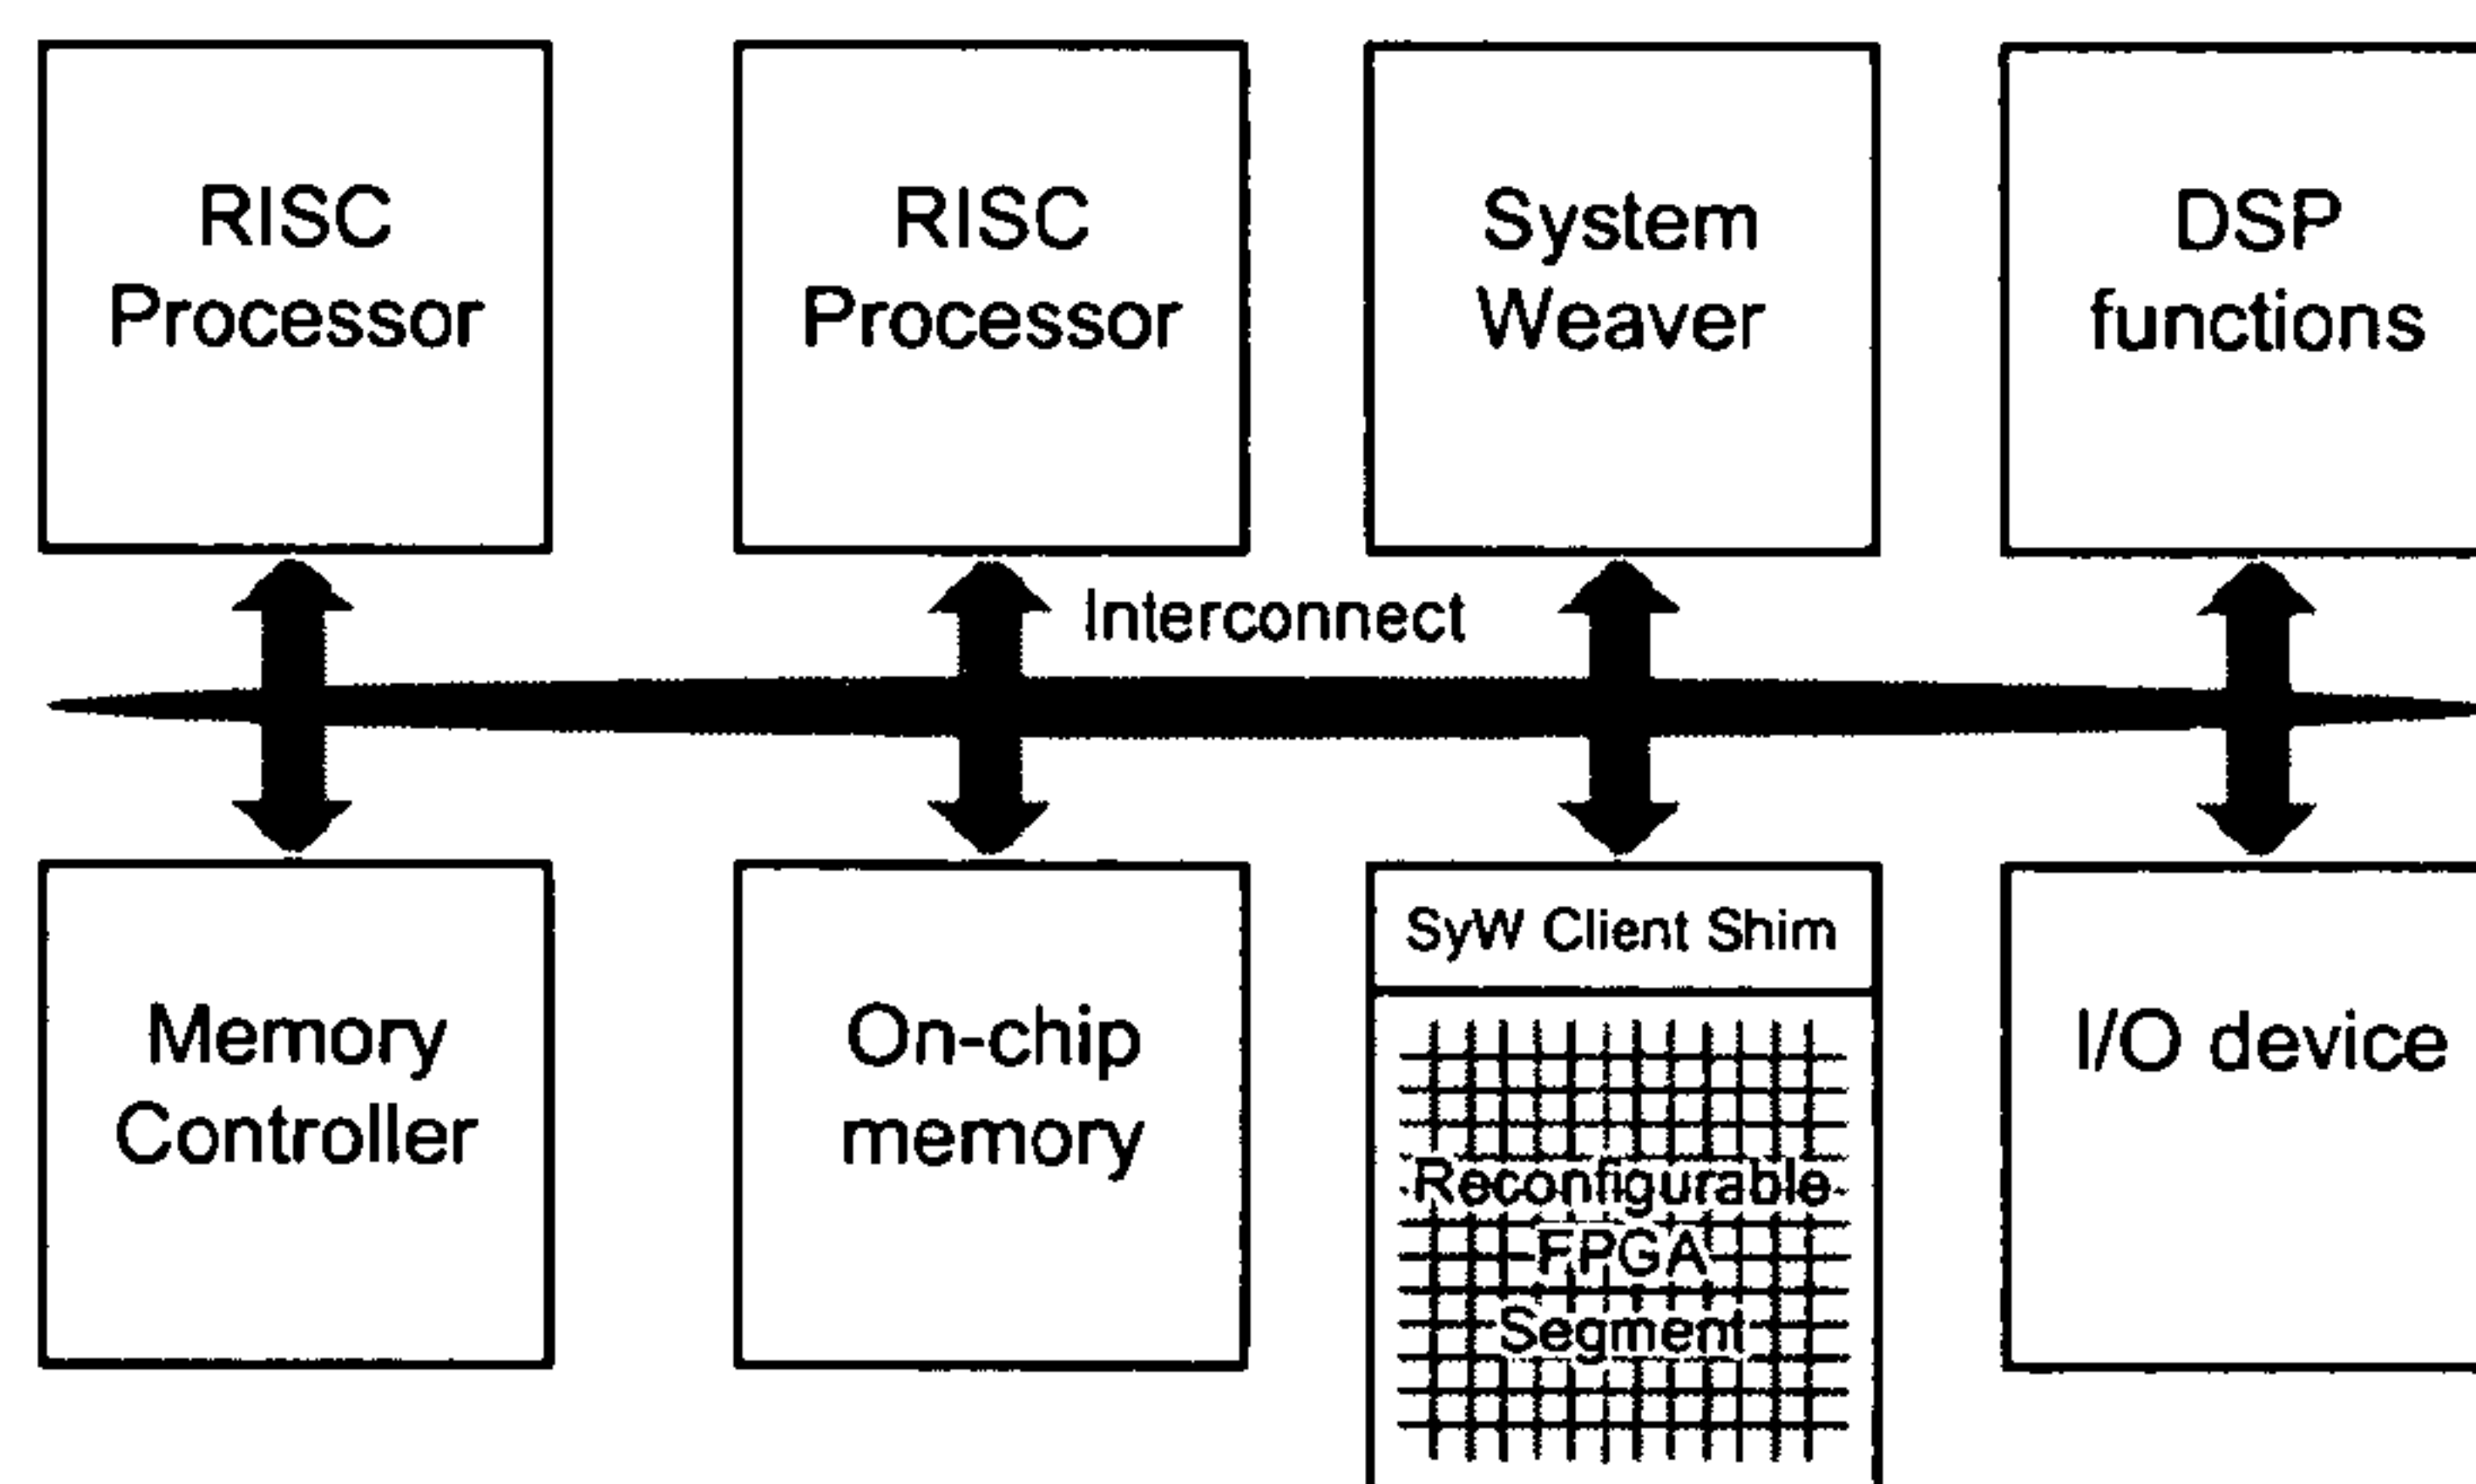 RISC
Processor
RISC
Processor
System
Weaver
DSP
functions
Interconnect
Memory
Controller
On-chip
memory
SyW Client Shim
Reconfigurable
FPGA
Segment
I/O device